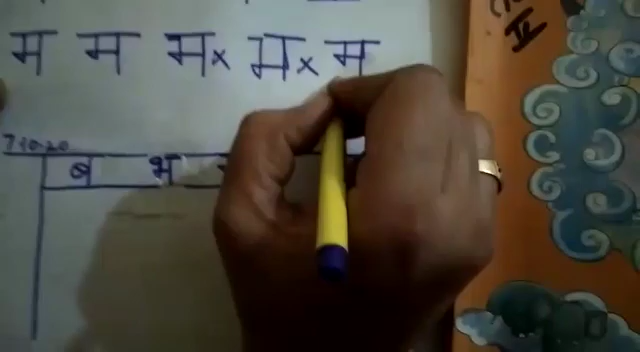 म म म x म x म
7.10.20
ब भ